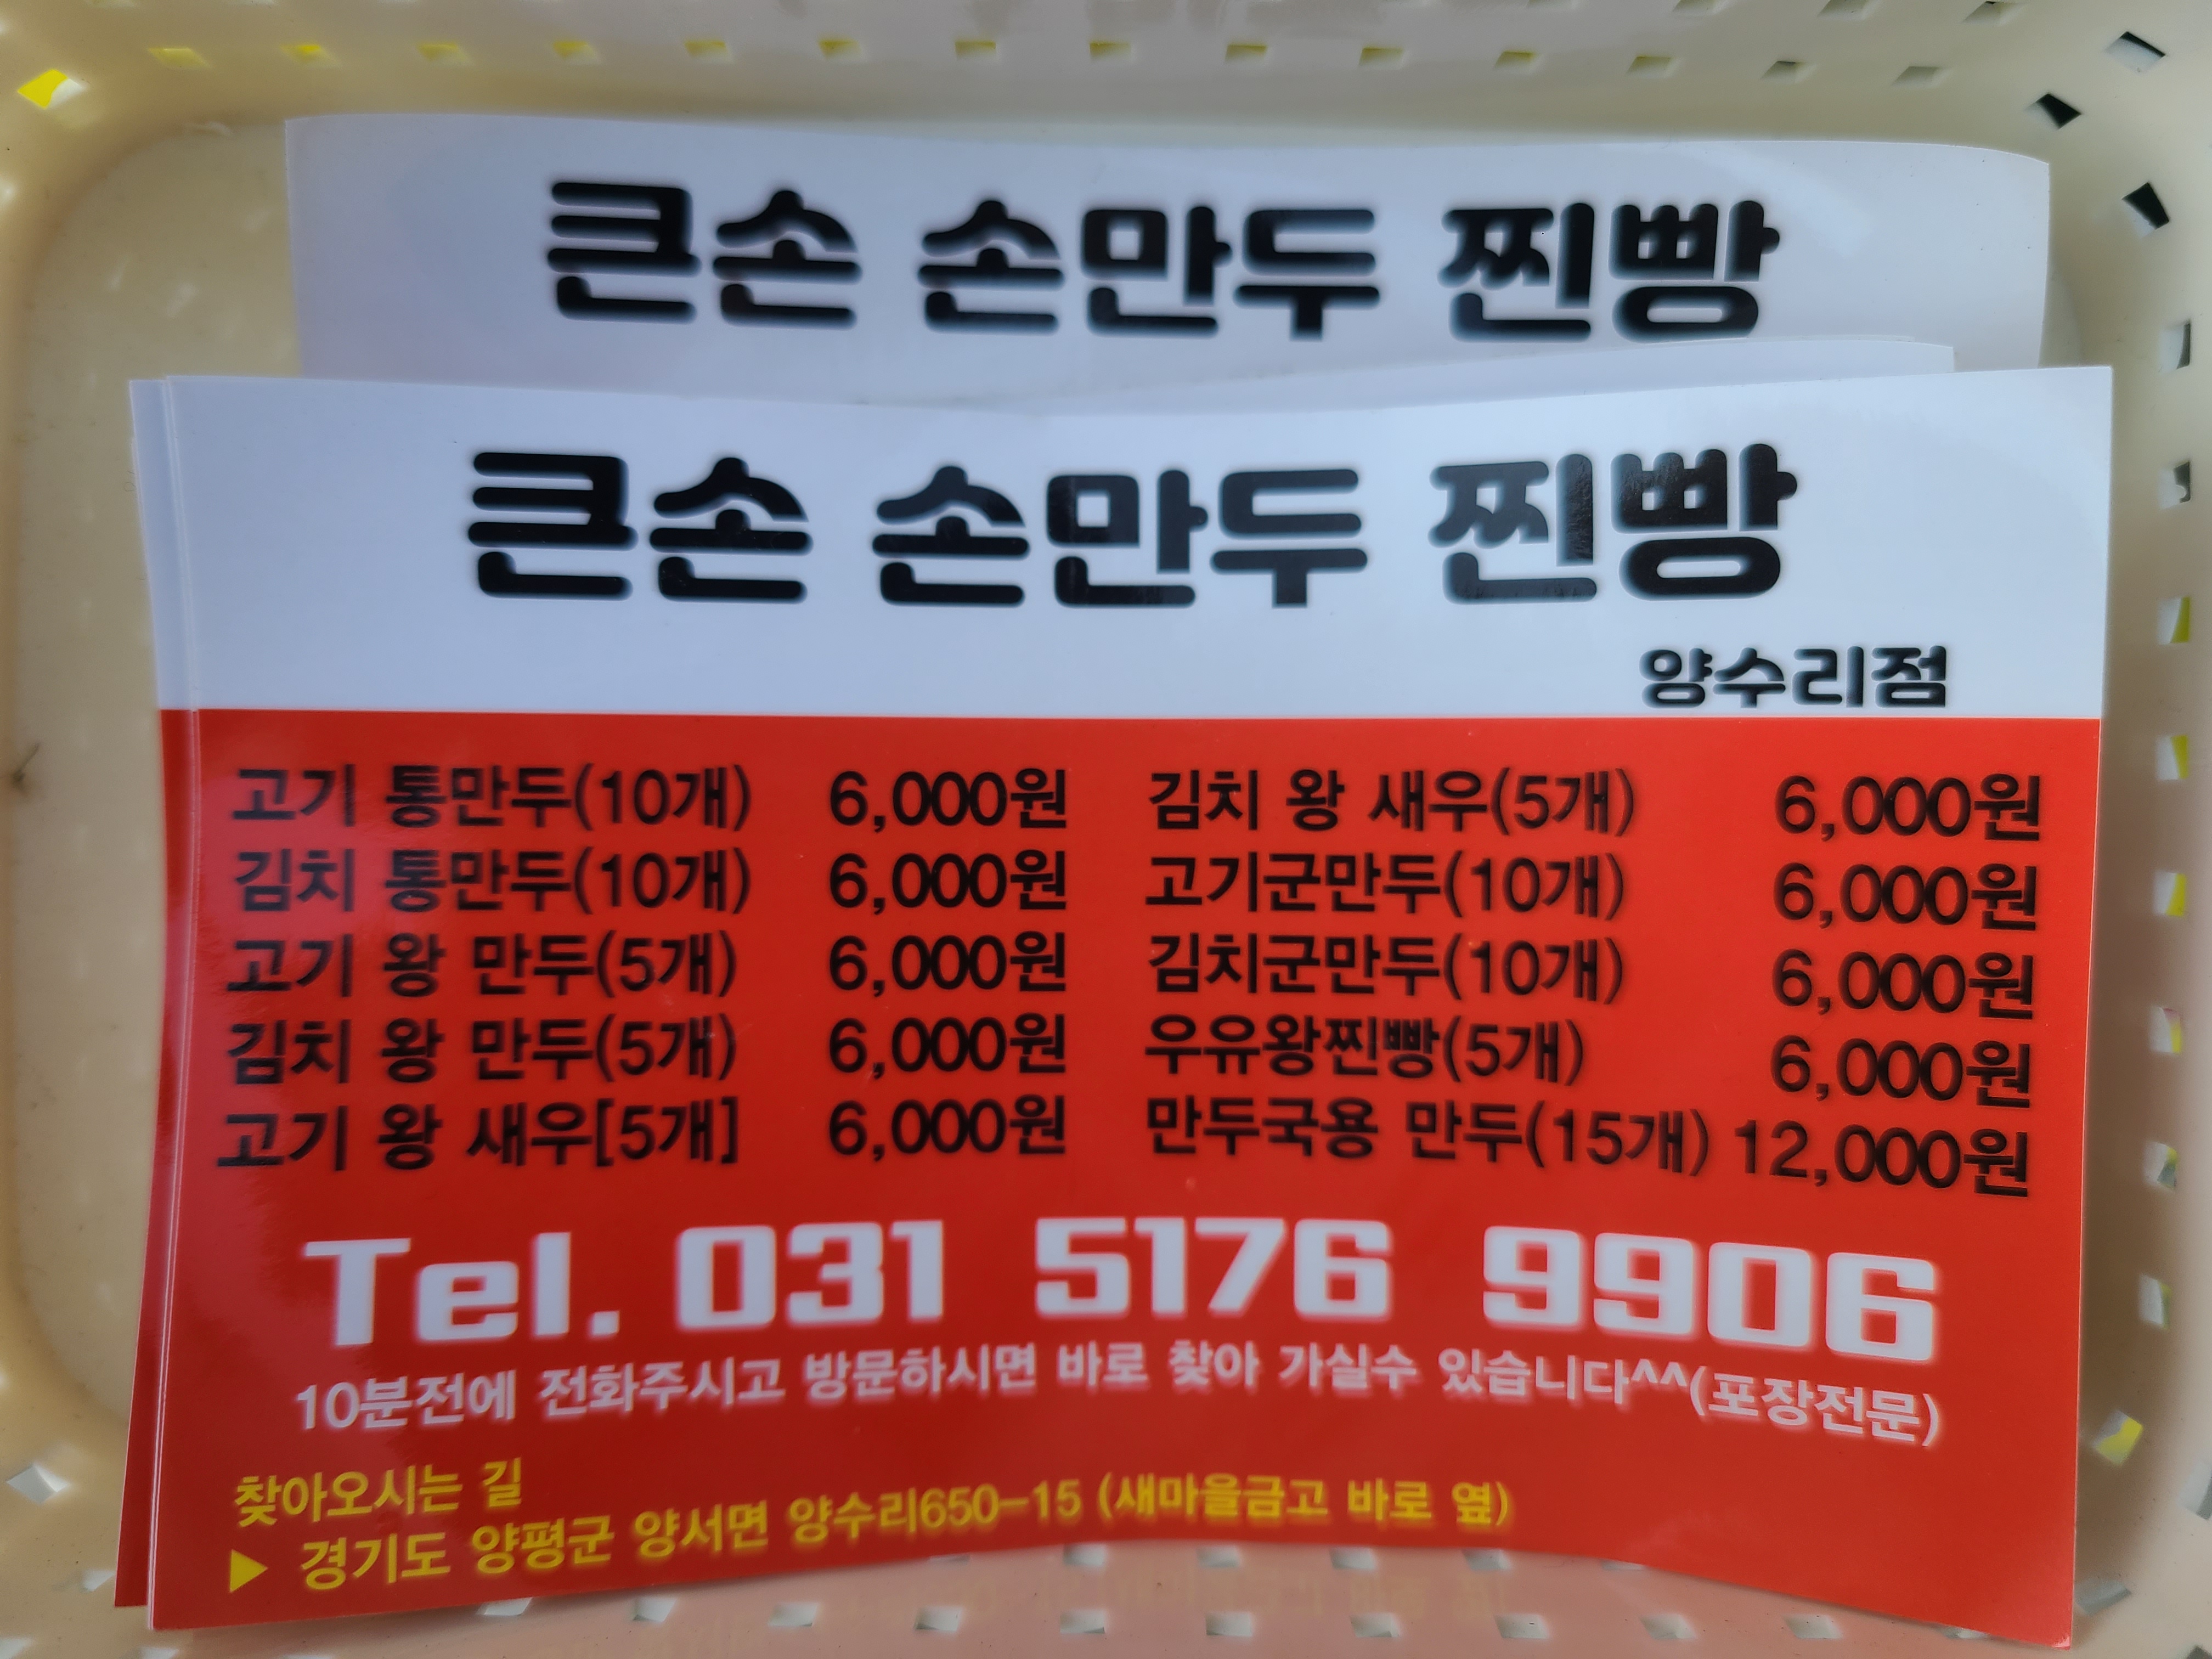 큰손 손만두 찐빵
큰손 손만두 찐빵
양수리점
고기 통만두(10개) 6,000원
김치 통만두(10개) 6,000원
고기 왕 만두(5개) 6,000원
김치 왕 만두(5개) 6,000원
고기 왕 새우[5개] 6,000원
김치 왕 새우(5개) 6,000원
고기군만두(10개) 6,000원
김치군만두(10개) 6,000원
우유왕찐빵(5개) 6,000원
만두국용 만두(15개) 12,000원
Tel. 031 5176 9906
10분전에 전화주시고 방문하시면 바로 찾아 가실수 있습니다^^(포장전문)
찾아오시는 길
▶ 경기도 양평군 양서면 양수리650-15 (새마을금고 바로 옆)